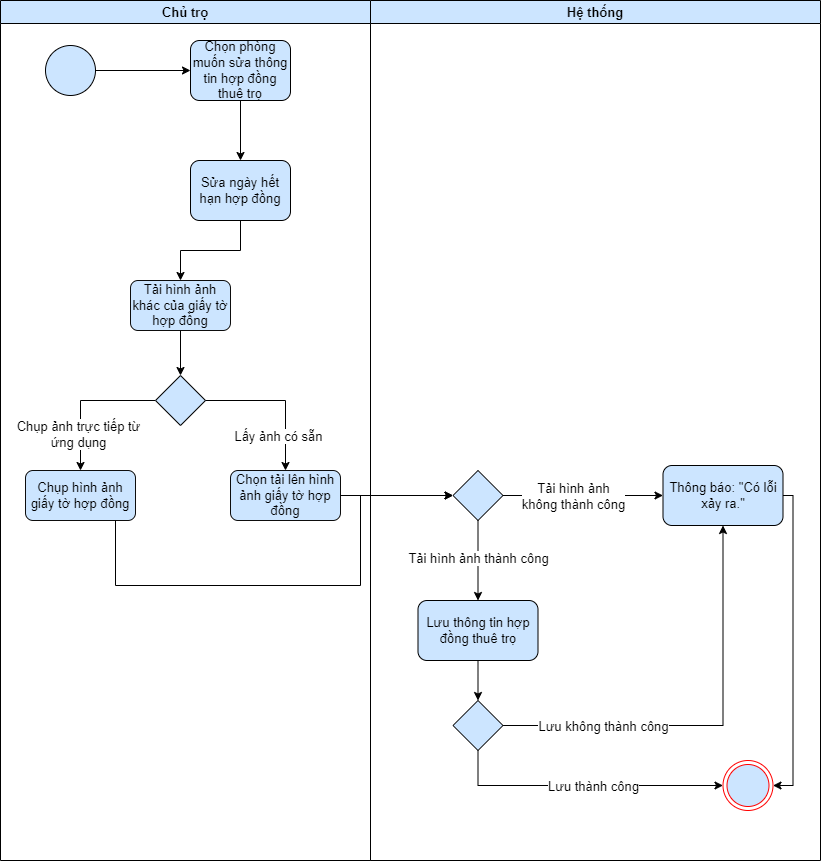 Chủ trọ
Hệ thống
Chọn phòng
muốn sửa thông
tin hợp đồng
thuê trọ
Sửa ngày hết
hạn hợp đồng
Tải hình ảnh
khác của giấy tờ
hợp đồng
Chụp ảnh trực tiếp từ
ứng dụng
Lấy ảnh có sẵn
Chụp hình ảnh
giấy tờ hợp đồng
Chọn tải lên hình
ảnh giấy tờ hợp
đồng
Tải hình ảnh
không thành công
Thông báo: "Có lỗi
xảy ra."
Tải hình ảnh thành công
Lưu thông tin hợp
đồng thuê trọ
Lưu không thành công
Lưu thành công